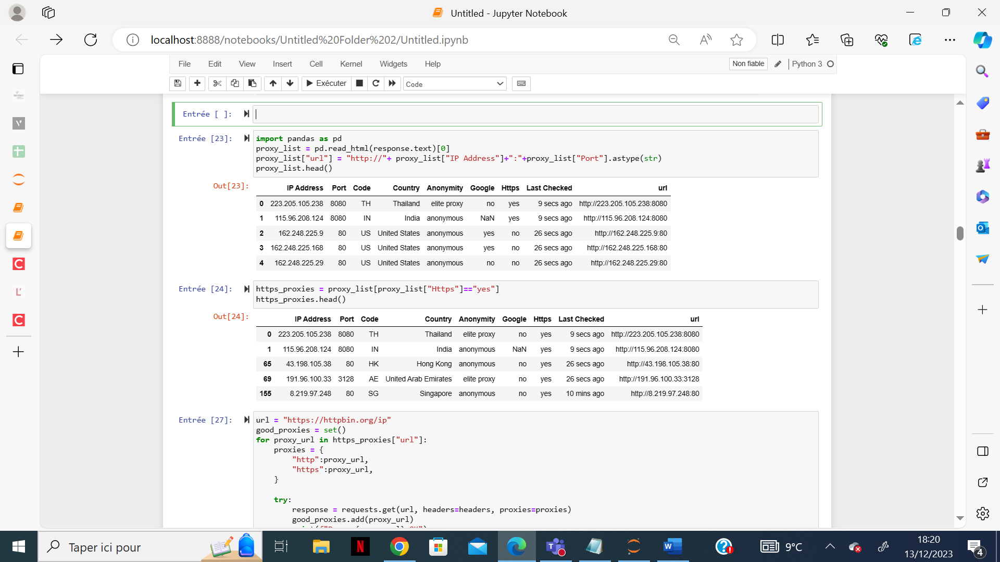 Untitled - Jupyter Notebook
localhost:8888/notebooks/Untitled%20Folder%202/Untitled.ipynb
File Edit View Insert Cell Kernel Widgets Help Non fiable Python 3
Exécuter Code
Entrée [ ]:
Entrée [23]: import pandas as pd
proxy_list = pd.read_html(response.text)[0]
proxy_list["url"] = "http://"+ proxy_list["IP Address"]+":"+proxy_list["Port"].astype(str)
proxy_list.head()
Out[23]: IP Address Port Code Country Anonymity Google Https Last Checked url
0 223.205.105.238 8080 TH Thailand elite proxy no yes 9 secs ago http://223.205.105.238:8080
1 115.96.208.124 8080 IN India anonymous NaN yes 9 secs ago http://115.96.208.124:8080
2 162.248.225.9 80 US United States anonymous yes no 26 secs ago http://162.248.225.9:80
3 162.248.225.168 80 US United States anonymous yes no 26 secs ago http://162.248.225.168:80
4 162.248.225.29 80 US United States anonymous no no 26 secs ago http://162.248.225.29:80
Entrée [24]: https_proxies = proxy_list[proxy_list["Https"]=="yes"]
https_proxies.head()
Out[24]: IP Address Port Code Country Anonymity Google Https Last Checked url
0 223.205.105.238 8080 TH Thailand elite proxy no yes 9 secs ago http://223.205.105.238:8080
1 115.96.208.124 8080 IN India anonymous NaN yes 9 secs ago http://115.96.208.124:8080
65 43.198.105.38 80 HK Hong Kong anonymous no yes 26 secs ago http://43.198.105.38:80
69 191.96.100.33 3128 AE United Arab Emirates elite proxy no yes 26 secs ago http://191.96.100.33:3128
155 8.219.97.248 80 SG Singapore anonymous no yes 10 mins ago http://8.219.97.248:80
Entrée [27]: url = "https://httpbin.org/ip"
good_proxies = set()
for proxy_url in https_proxies["url"]:
proxies = {
"http":proxy_url,
"https":proxy_url,
}
try:
response = requests.get(url, headers=headers, proxies=proxies)
good_proxies.add(proxy_url)
Taper ici pour
9°C
18:20
13/12/2023
4